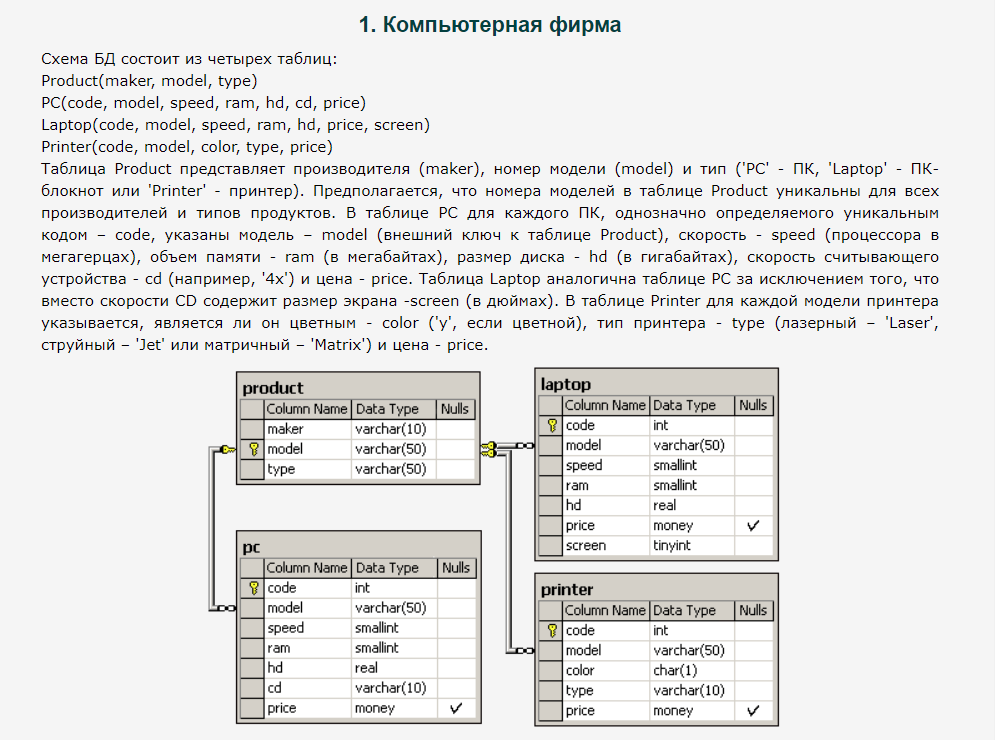 1. Компьютерная фирма
Схема БД состоит из четырех таблиц:
Product(maker, model, type)
PC(code, model, speed, ram, hd, cd, price)
Laptop(code, model, speed, ram, hd, price, screen)
Printer(code, model, color, type, price)
Таблица Product представляет производителя (maker), номер модели (model) и тип ('PC' - ПК, 'Laptop' - ПК-
блокнот или 'Printer' - принтер). Предполагается, что номера моделей в таблице Product уникальны для всех
производителей и типов продуктов. В таблице PC для каждого ПК, однозначно определяемого уникальным
кодом – code, указаны модель – model (внешний ключ к таблице Product), скорость - speed (процессора в
мегагерцах), объем памяти - ram (в мегабайтах), размер диска - hd (в гигабайтах), скорость считывающего
устройства - cd (например, '4x') и цена - price. Таблица Laptop аналогична таблице PC за исключением того, что
вместо скорости CD содержит размер экрана -screen (в дюймах). В таблице Printer для каждой модели принтера
указывается, является ли он цветным - color ('y', если цветной), тип принтера - type (лазерный – 'Laser',
струйный – 'Jet' или матричный – 'Matrix') и цена - price.
product
Column Name Data Type Nulls
maker varchar(10)
model varchar(50)
type varchar(50)
laptop
Column Name Data Type Nulls
code int
model varchar(50)
speed smallint
ram smallint
hd real
price money ✓
screen tinyint
pc
Column Name Data Type Nulls
code int
model varchar(50)
speed smallint
ram smallint
hd real
cd varchar(10)
price money ✓
printer
Column Name Data Type Nulls
code int
model varchar(50)
color char(1)
type varchar(10)
price money ✓